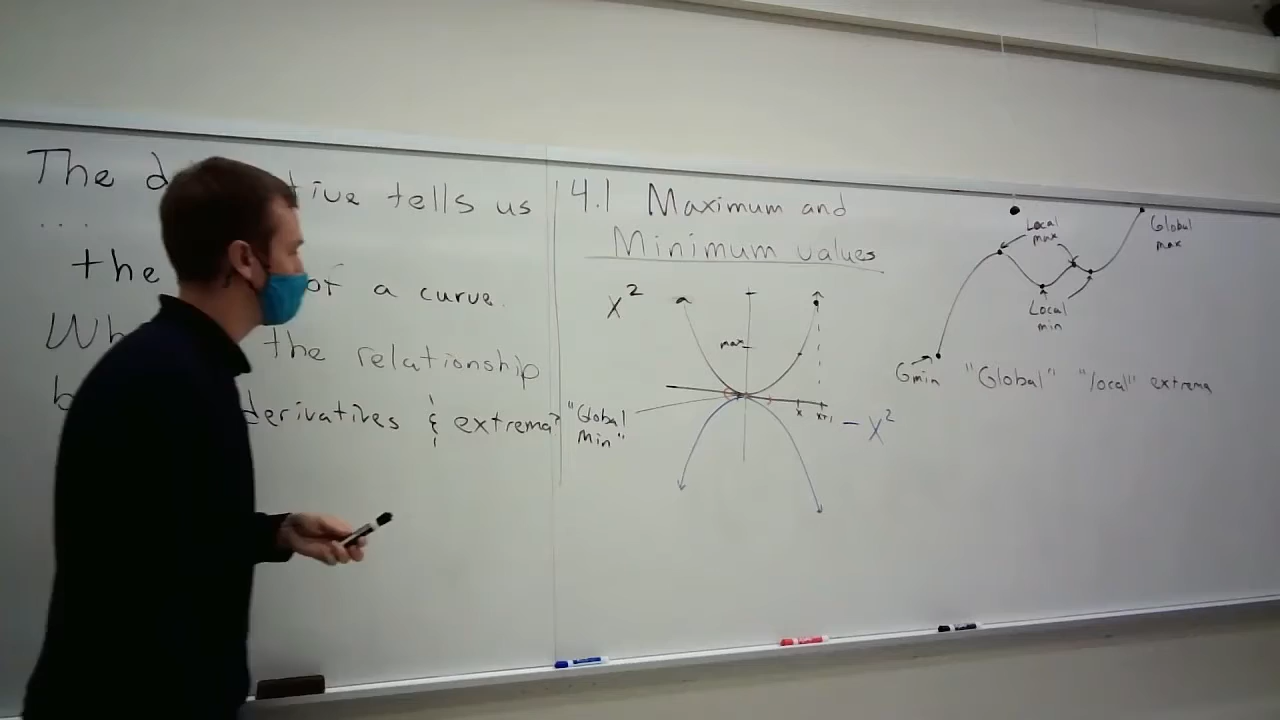 The d tive tells us
...
the of a curve.
Wh the relationship
b derivatives & extrema?
4.1 Maximum and
Minimum values
x²
max
"Global
Min"
x x+1
-x²
Local
max
Global
max
Local
min
Gmin "Global" "local" extrema